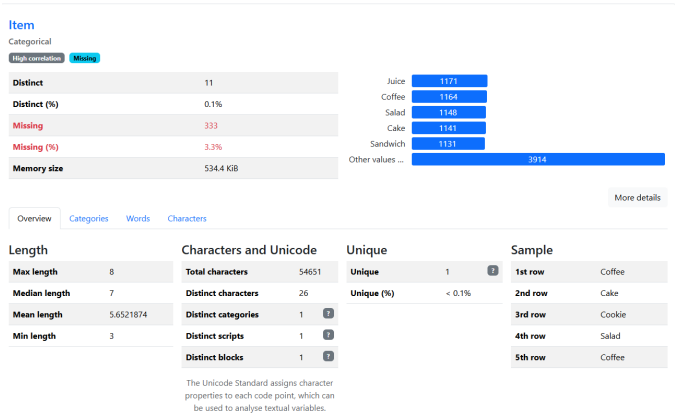 Item
Categorical
High correlation Missing
Distinct 11
Distinct (%) 0.1%
Missing 333
Missing (%) 3.3%
Memory size 534.4 KiB
Juice 1171
Coffee 1164
Salad 1148
Cake 1141
Sandwich 1131
Other values ... 3914
More details
Overview Categories Words Characters
Length
Max length 8
Median length 7
Mean length 5.6521874
Min length 3
Characters and Unicode
Total characters 54651
Distinct characters 26
Distinct categories 1 ?
Distinct scripts 1 ?
Distinct blocks 1 ?
The Unicode Standard assigns character
properties to each code point, which can
be used to analyse textual variables.
Unique
Unique 1 ?
Unique (%) < 0.1%
Sample
1st row Coffee
2nd row Cake
3rd row Cookie
4th row Salad
5th row Coffee